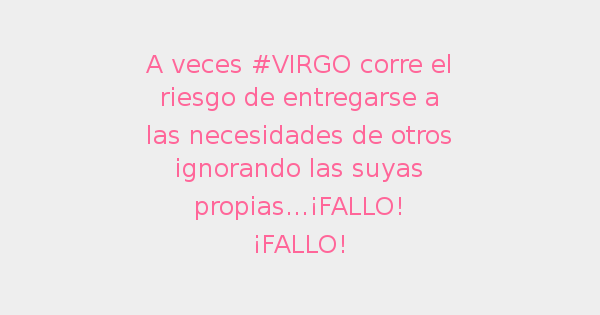 A veces #VIRGO corre el
riesgo de entregarse a
las necesidades de otros
ignorando las suyas
propias...¡FALLO!
¡FALLO!